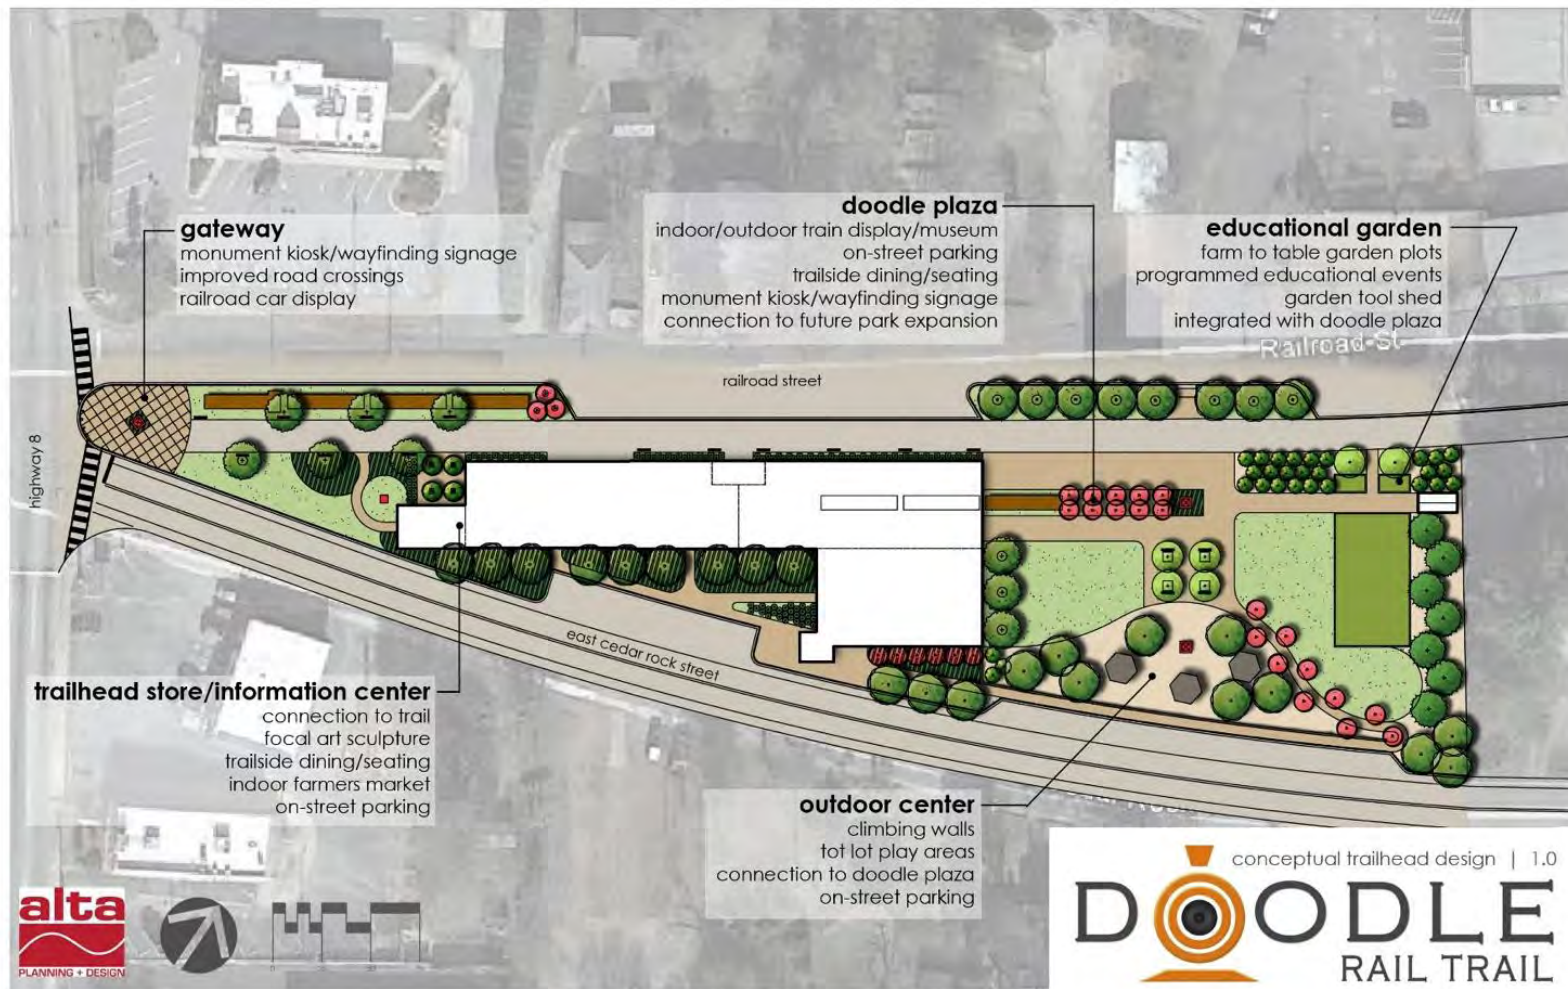 gateway
monument kiosk/wayfinding signage
improved road crossings
railroad car display
doodle plaza
indoor/outdoor train display/museum
on-street parking
trailside dining/seating
monument kiosk/wayfinding signage
connection to future park expansion
educational garden
farm to table garden plots
programmed educational events
garden tool shed
integrated with doodle plaza
Railroad St
railroad street
highway 8
east cedar rock street
trailhead store/information center
connection to trail
focal art sculpture
trailside dining/seating
indoor farmers market
on-street parking
outdoor center
climbing walls
tot lot play areas
connection to doodle plaza
on-street parking
conceptual trailhead design | 1.0
DOODLE
RAIL TRAIL
alta
PLANNING + DESIGN